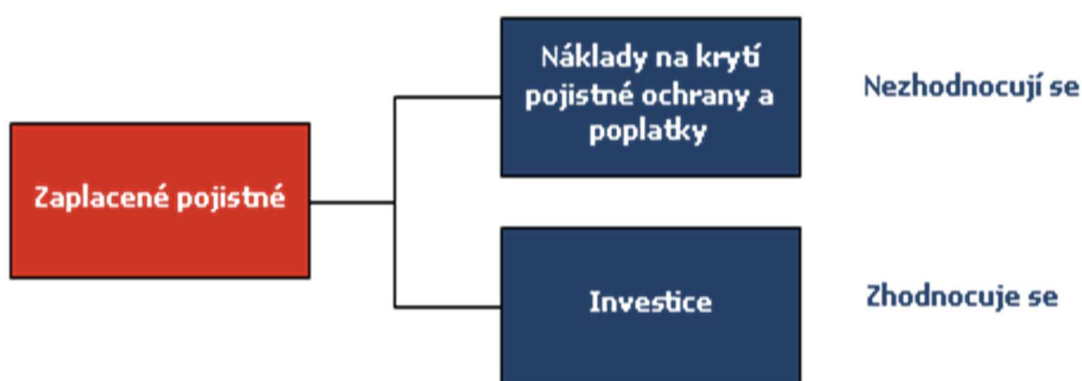 Zaplacené pojistné
Náklady na krytí
pojistné ochrany a
poplatky
Nezhodnocují se
Investice
Zhodnocuje se